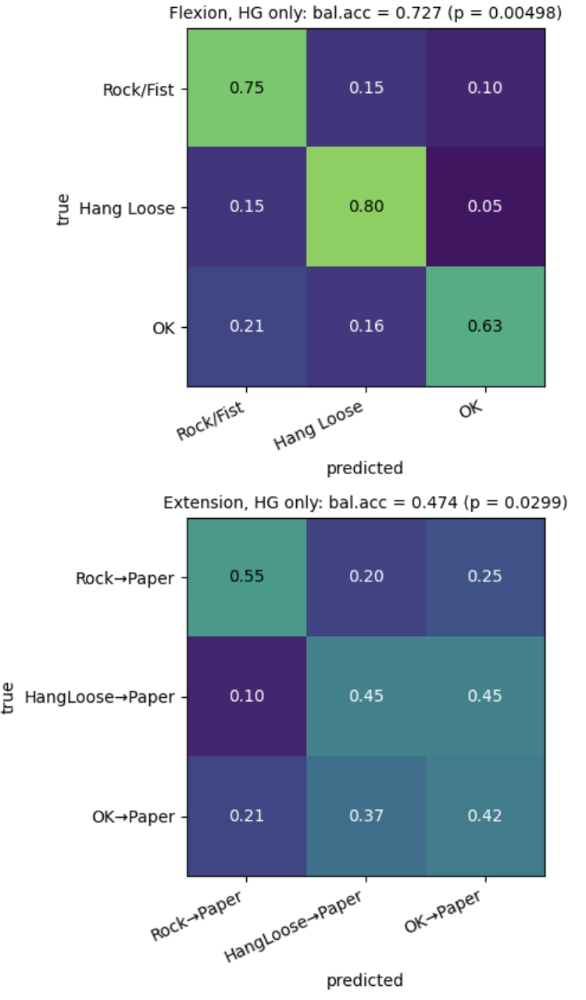 Flexion, HG only: bal.acc = 0.727 (p = 0.00498)
Rock/Fist
0.75
0.15
0.10
true
Hang Loose
0.15
0.80
0.05
OK
0.21
0.16
0.63
Rock/Fist
Hang Loose
OK
predicted
Extension, HG only: bal.acc = 0.474 (p = 0.0299)
Rock→Paper
0.55
0.20
0.25
true
HangLoose→Paper
0.10
0.45
0.45
OK→Paper
0.21
0.37
0.42
Rock→Paper
HangLoose→Paper
OK→Paper
predicted